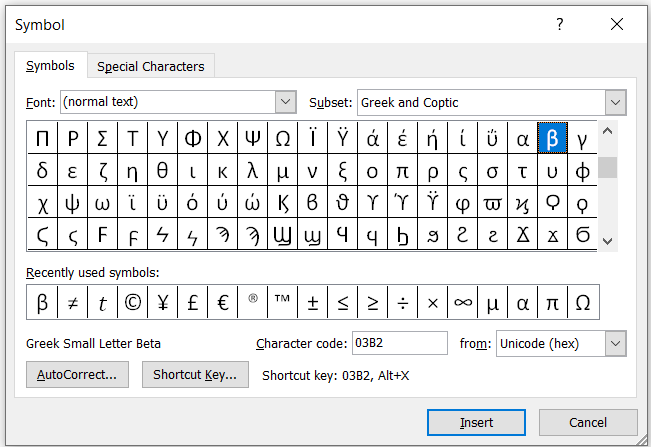 Symbol ? ×
Symbols Special Characters
Font: (normal text) Subset: Greek and Coptic
Π Ρ Σ Τ Υ Φ Χ Ψ Ω Ϊ Ϋ ά έ ή ί ΰ α β γ
δ ε ζ η θ ι κ λ μ ν ξ ο π ρ ς σ τ υ φ
χ ψ ω ϊ ϋ ό ύ ώ Ϗ ϐ ϑ ϒ ϓ ϔ ϕ ϖ ϗ Ϙ ϙ
Ϛ ϛ Ϝ ϝ Ϟ ϟ Ϡ ϡ Ϣ ϣ Ϥ ϥ Ϧ ϧ Ϩ ϩ Ϫ ϫ Ϭ
Recently used symbols:
β ≠ 𝑡 © ¥ £ € ® ™ ± ≤ ≥ ÷ × ∞ µ α π Ω
Greek Small Letter Beta Character code: 03B2 from: Unicode (hex)
AutoCorrect... Shortcut Key... Shortcut key: 03B2, Alt+X
Insert Cancel